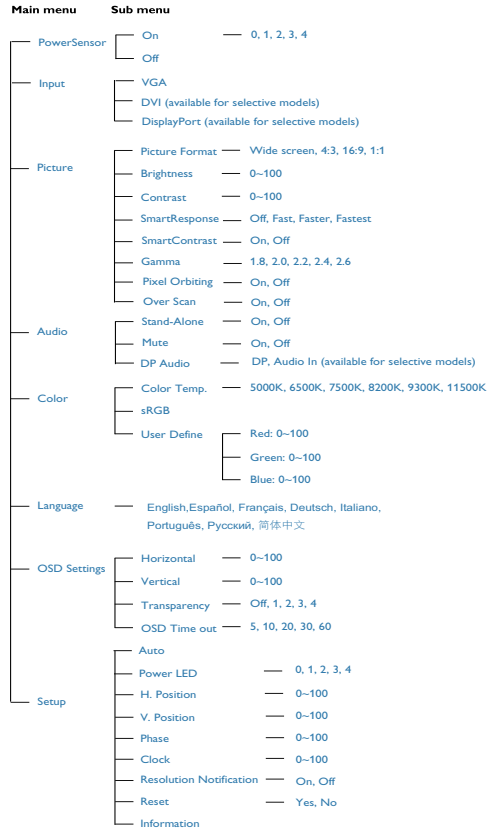 Main menu Sub menu
PowerSensor On 0, 1, 2, 3, 4
Off
Input VGA
DVI (available for selective models)
DisplayPort (available for selective models)
Picture Picture Format Wide screen, 4:3, 16:9, 1:1
Brightness 0~100
Contrast 0~100
SmartResponse Off, Fast, Faster, Fastest
SmartContrast On, Off
Gamma 1.8, 2.0, 2.2, 2.4, 2.6
Pixel Orbiting On, Off
Over Scan On, Off
Audio Stand-Alone On, Off
Mute On, Off
DP Audio DP, Audio In (available for selective models)
Color Color Temp. 5000K, 6500K, 7500K, 8200K, 9300K, 11500K
sRGB
User Define Red: 0~100
Green: 0~100
Blue: 0~100
Language English,Español, Français, Deutsch, Italiano,
Português, Русский, 简体中文
OSD Settings Horizontal 0~100
Vertical 0~100
Transparency Off, 1, 2, 3, 4
OSD Time out 5, 10, 20, 30, 60
Setup Auto
Power LED 0, 1, 2, 3, 4
H. Position 0~100
V. Position 0~100
Phase 0~100
Clock 0~100
Resolution Notification On, Off
Reset Yes, No
Information